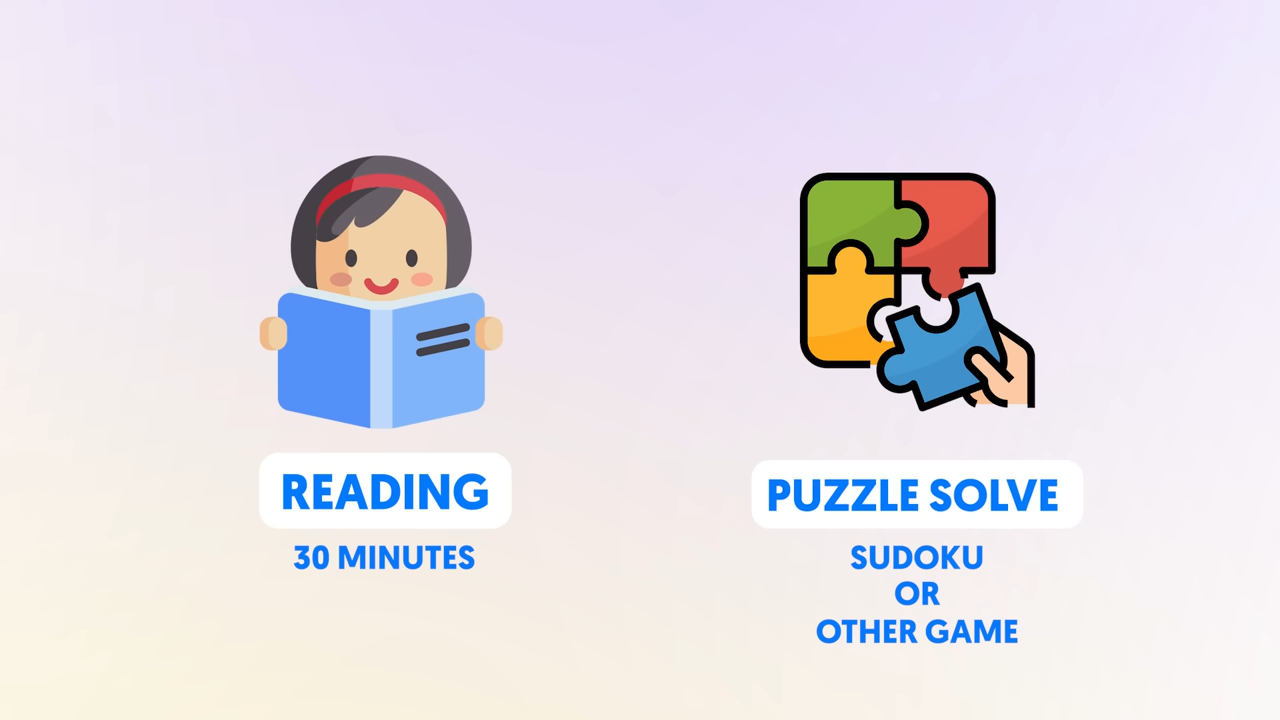 READING
30 MINUTES
PUZZLE SOLVE
SUDOKU
OR
OTHER GAME